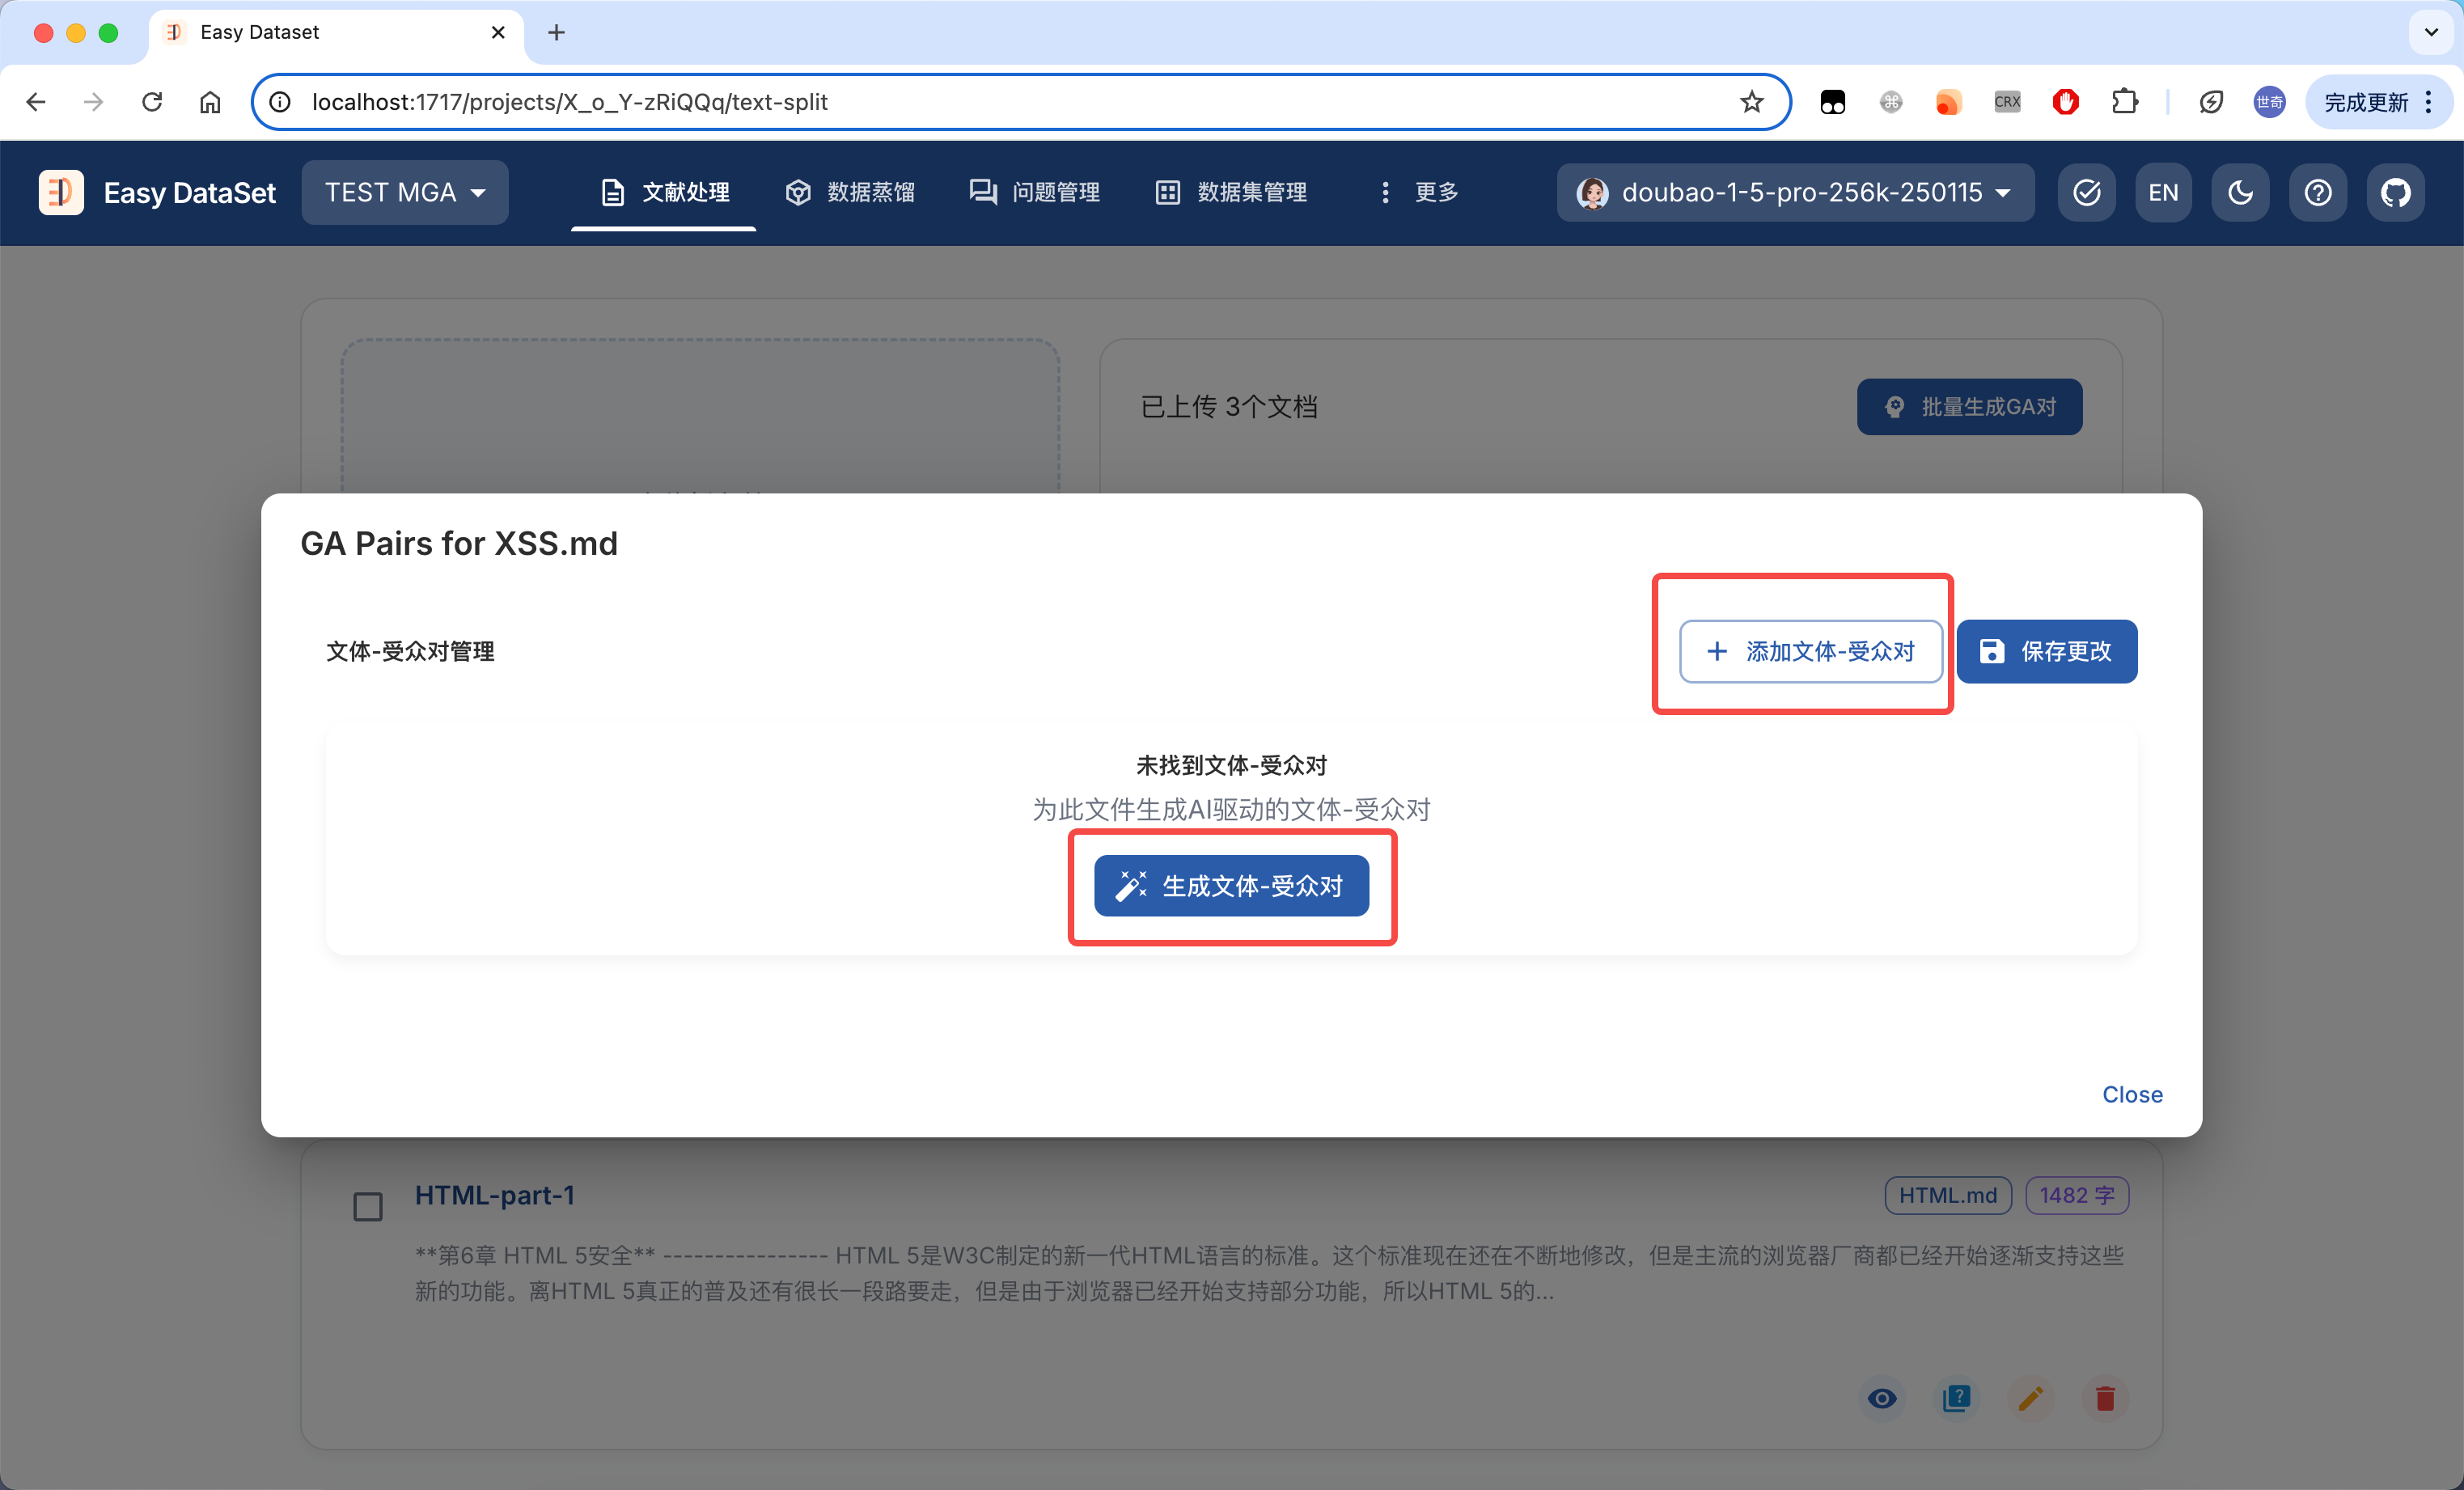 Easy Dataset
localhost:1717/projects/X_o_Y-zRiQQq/text-split
CRX
世奇
完成更新
Easy DataSet
TEST MGA
文献处理
数据蒸馏
问题管理
数据集管理
更多
doubao-1-5-pro-256k-250115
EN
已上传 3个文档
批量生成GA对
GA Pairs for XSS.md
文体-受众对管理
添加文体-受众对
保存更改
未找到文体-受众对
为此文件生成AI驱动的文体-受众对
生成文体-受众对
Close
HTML-part-1
HTML.md
1482 字
**第6章 HTML 5安全** ---------------- HTML 5是W3C制定的新一代HTML语言的标准。这个标准现在还在不断地修改，但是主流的浏览器厂商都已经开始逐渐支持这些
新的功能。离HTML 5真正的普及还有很长一段路要走，但是由于浏览器已经开始支持部分功能，所以HTML 5的...